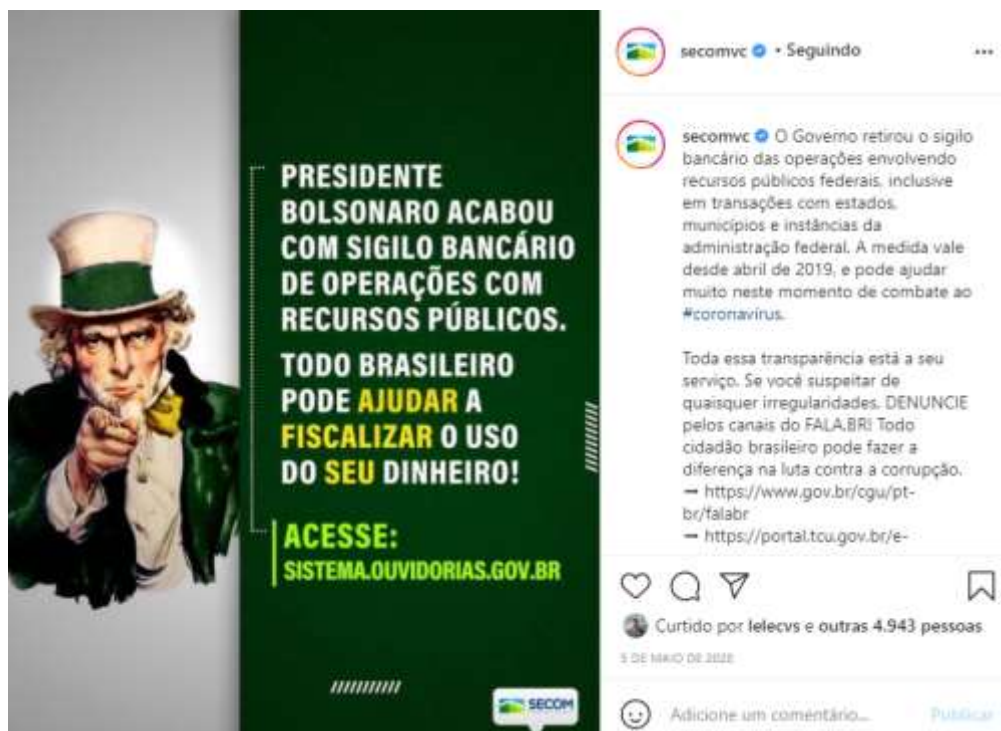 PRESIDENTE
BOLSONARO ACABOU
COM SIGILO BANCÁRIO
DE OPERAÇÕES COM
RECURSOS PÚBLICOS.
TODO BRASILEIRO
PODE AJUDAR A
FISCALIZAR O USO
DO SEU DINHEIRO!
ACESSE:
SISTEMA.OUVIDORIAS.GOV.BR
SECOM
secomvc • Seguindo
secomvc O Governo retirou o sigilo
bancário das operações envolvendo
recursos públicos federais, inclusive
em transações com estados,
municípios e instâncias da
administração federal. A medida vale
desde abril de 2019, e pode ajudar
muito neste momento de combate ao
#coronavírus.
Toda essa transparência está a seu
serviço. Se você suspeitar de
quaisquer irregularidades, DENUNCIE
pelos canais do FALA.BR! Todo
cidadão brasileiro pode fazer a
diferença na luta contra a corrupção.
➡ https://www.gov.br/cgu/pt-
br/falabr
➡ https://portal.tcu.gov.br/e-
Curtido por lelecvs e outras 4.943 pessoas
5 DE MAIO DE 2020
Adicione um comentário... Publicar